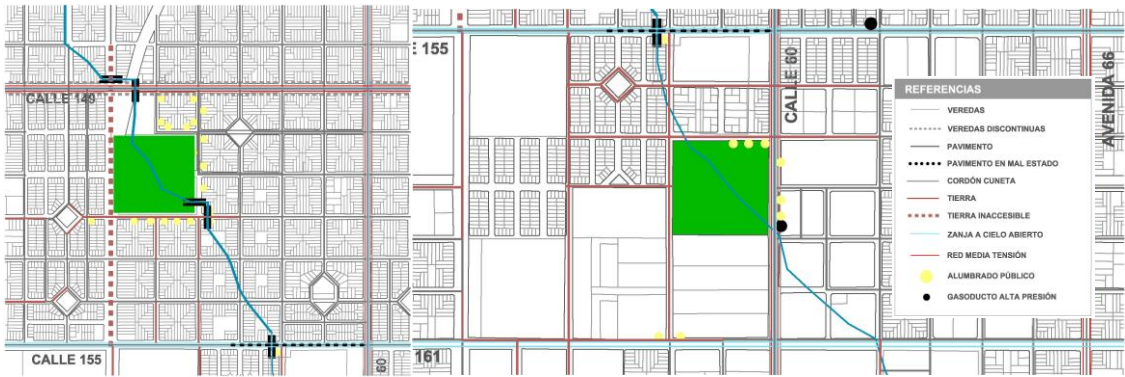 CALLE 149
CALLE 155
60
CALLE 155
CALLE 60
AVENIDA 66
161
REFERENCIAS
VEREDAS
VEREDAS DISCONTINUAS
PAVIMENTO
PAVIMENTO EN MAL ESTADO
CORDÓN CUNETA
TIERRA
TIERRA INACCESIBLE
ZANJA A CIELO ABIERTO
RED MEDIA TENSIÓN
ALUMBRADO PÚBLICO
GASODUCTO ALTA PRESIÓN